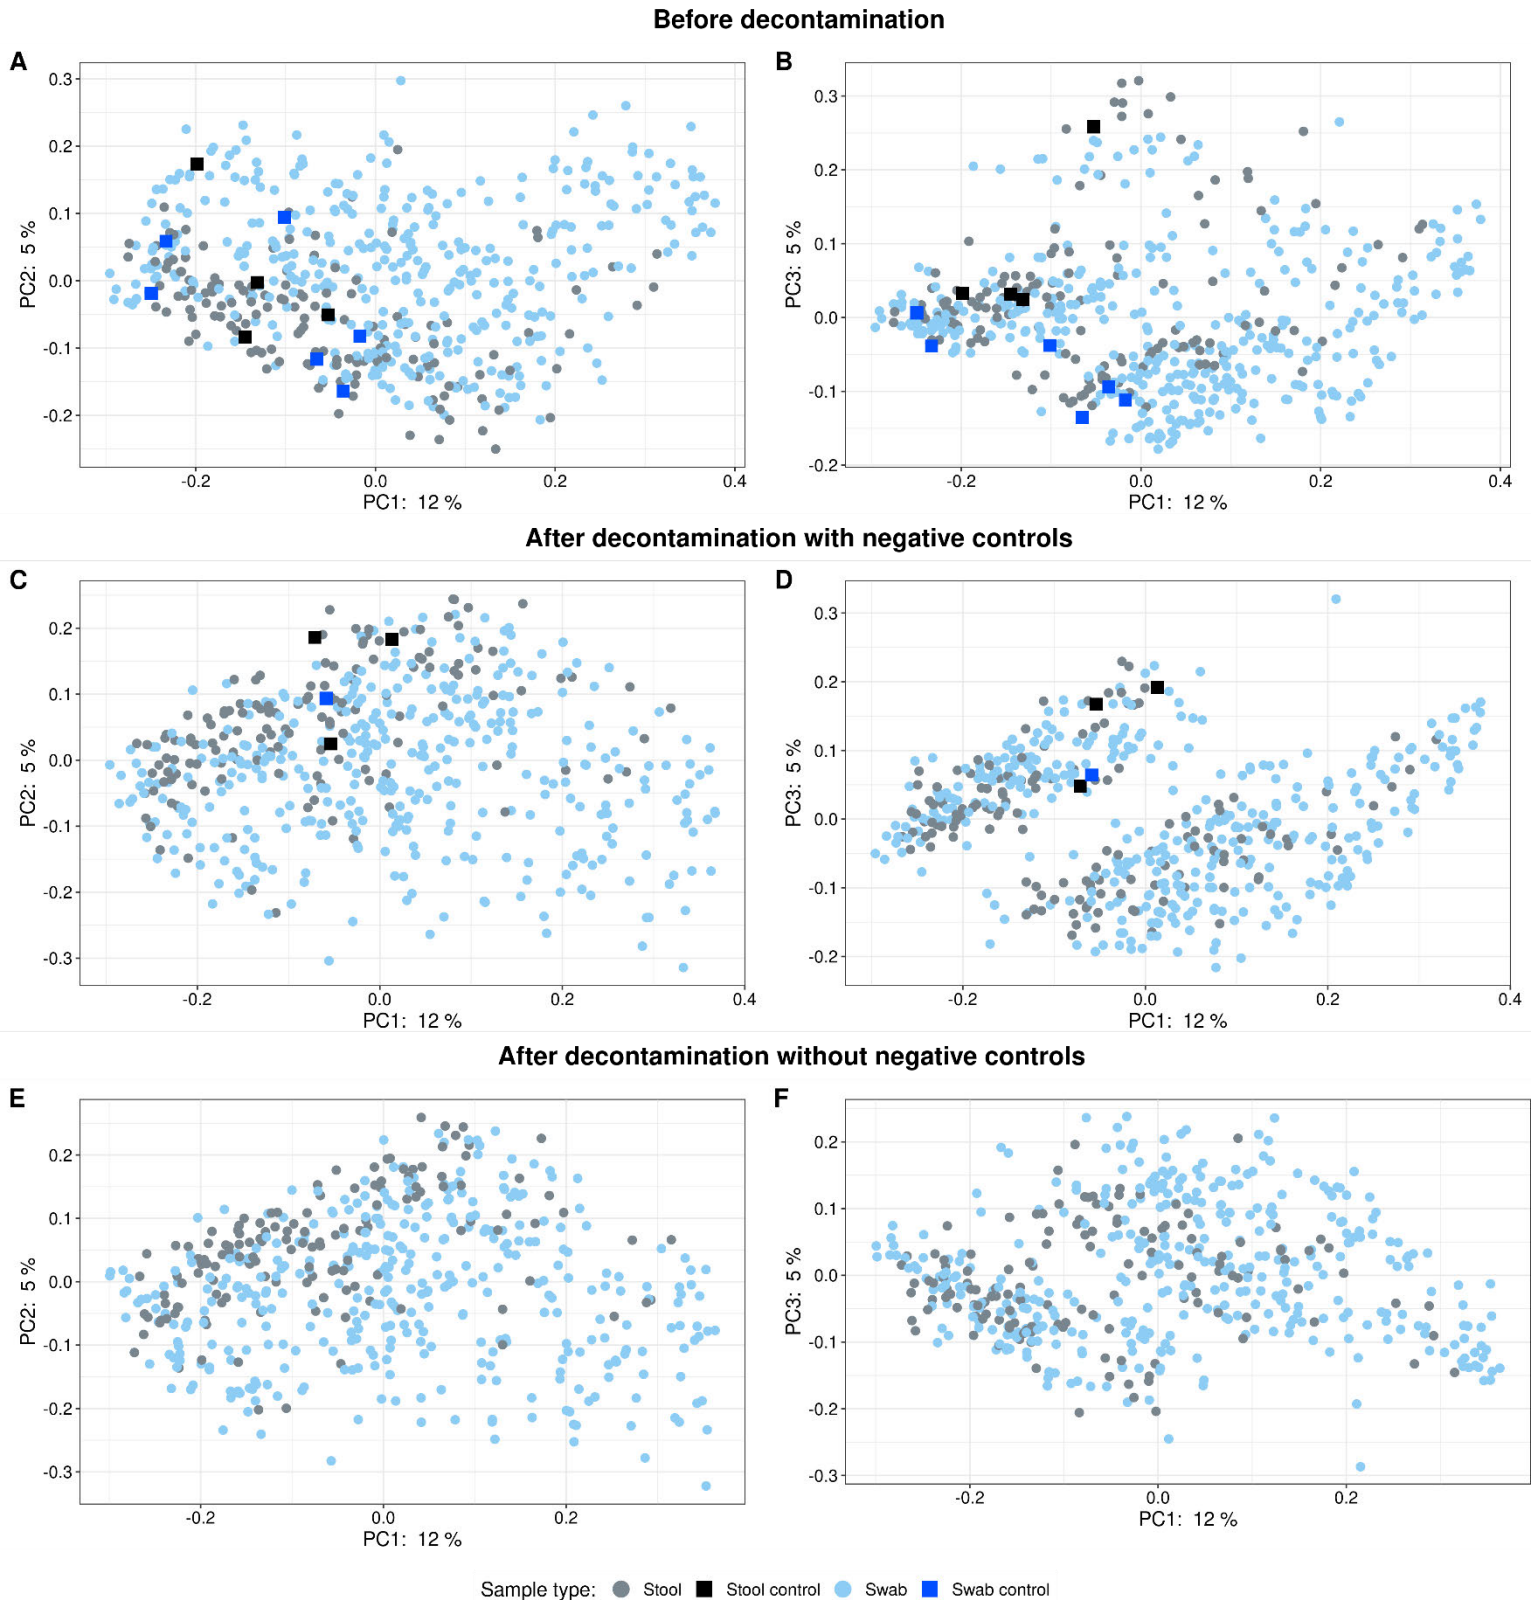 Before decontamination
A
B
0.3
0.2
0.1
0.0
-0.1
-0.2
PC2: 5 %
-0.2
0.0
0.2
0.4
PC1: 12 %
0.3
0.2
0.1
0.0
-0.1
-0.2
PC3: 5 %
-0.2
0.0
0.2
0.4
PC1: 12 %
After decontamination with negative controls
C
D
0.2
0.1
0.0
-0.1
-0.2
-0.3
PC2: 5 %
-0.2
0.0
0.2
0.4
PC1: 12 %
0.3
0.2
0.1
0.0
-0.1
-0.2
PC3: 5 %
-0.2
0.0
0.2
0.4
PC1: 12 %
After decontamination without negative controls
E
F
0.2
0.1
0.0
-0.1
-0.2
-0.3
PC2: 5 %
-0.2
0.0
0.2
PC1: 12 %
0.2
0.1
0.0
-0.1
-0.2
-0.3
PC3: 5 %
-0.2
0.0
0.2
PC1: 12 %
Sample type: Stool Stool control Swab Swab control